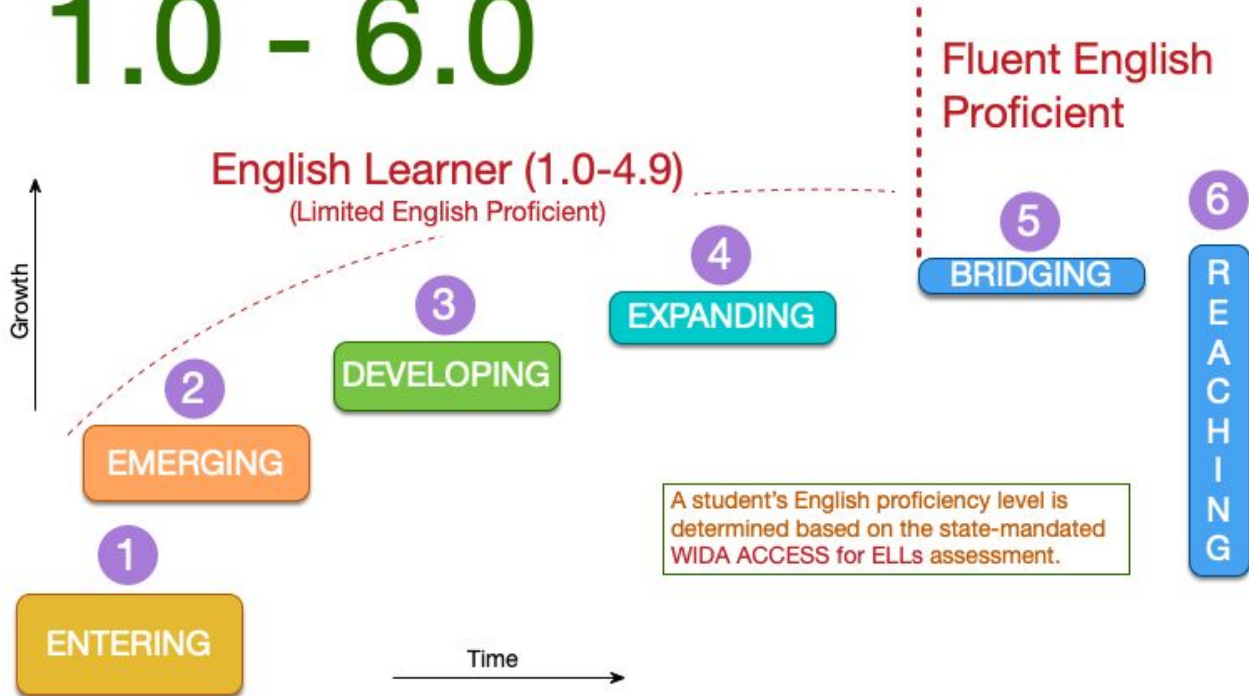 1.0 - 6.0
Fluent English
Proficient
English Learner (1.0-4.9)
(Limited English Proficient)
Growth
6
REACHING
5
BRIDGING
4
EXPANDING
3
DEVELOPING
2
EMERGING
1
ENTERING
A student’s English proficiency level is
determined based on the state-mandated
WIDA ACCESS for ELLs assessment.
Time